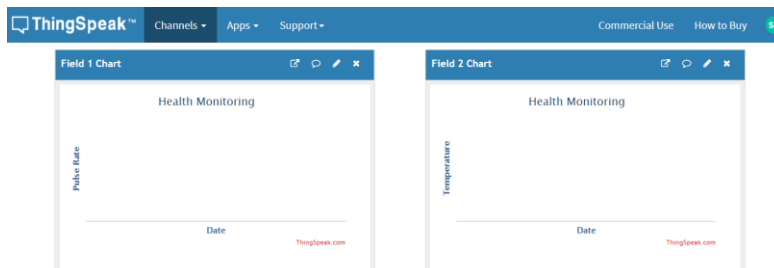 ThingSpeak™ Channels Apps Support Commercial Use How to Buy
Field 1 Chart
Health Monitoring
Pulse Rate
Date
ThingSpeak.com
Field 2 Chart
Health Monitoring
Temperature
Date
ThingSpeak.com